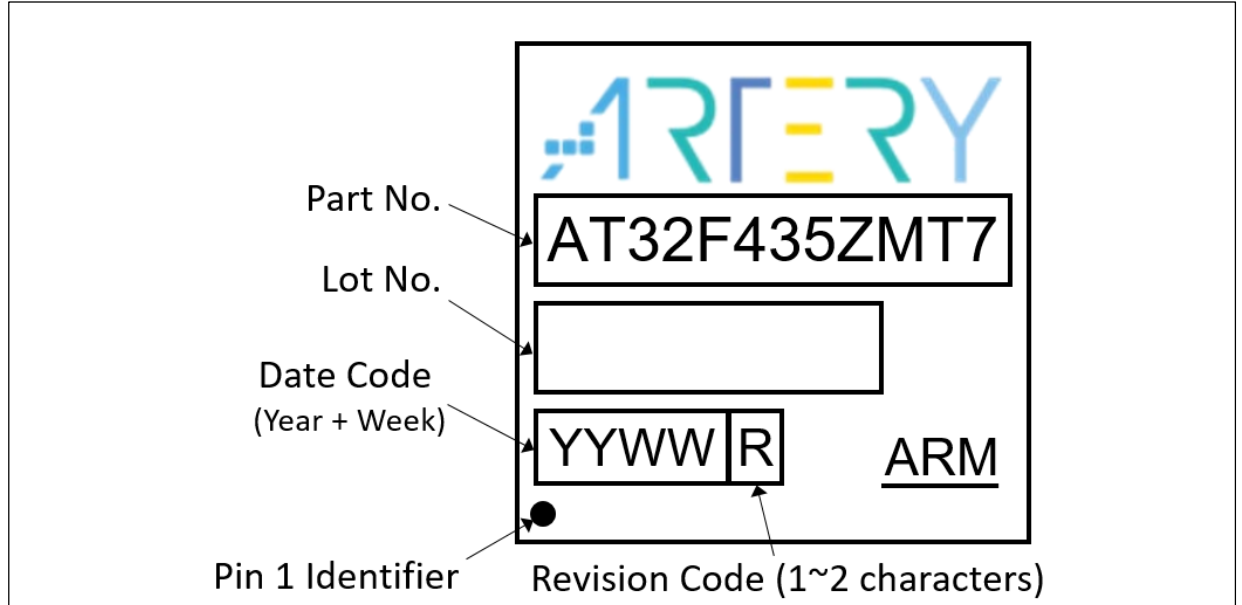 ARTERY
Part No.
AT32F435ZMT7
Lot No.
Date Code
(Year + Week)
YYWW R
ARM
Pin 1 Identifier
Revision Code (1~2 characters)